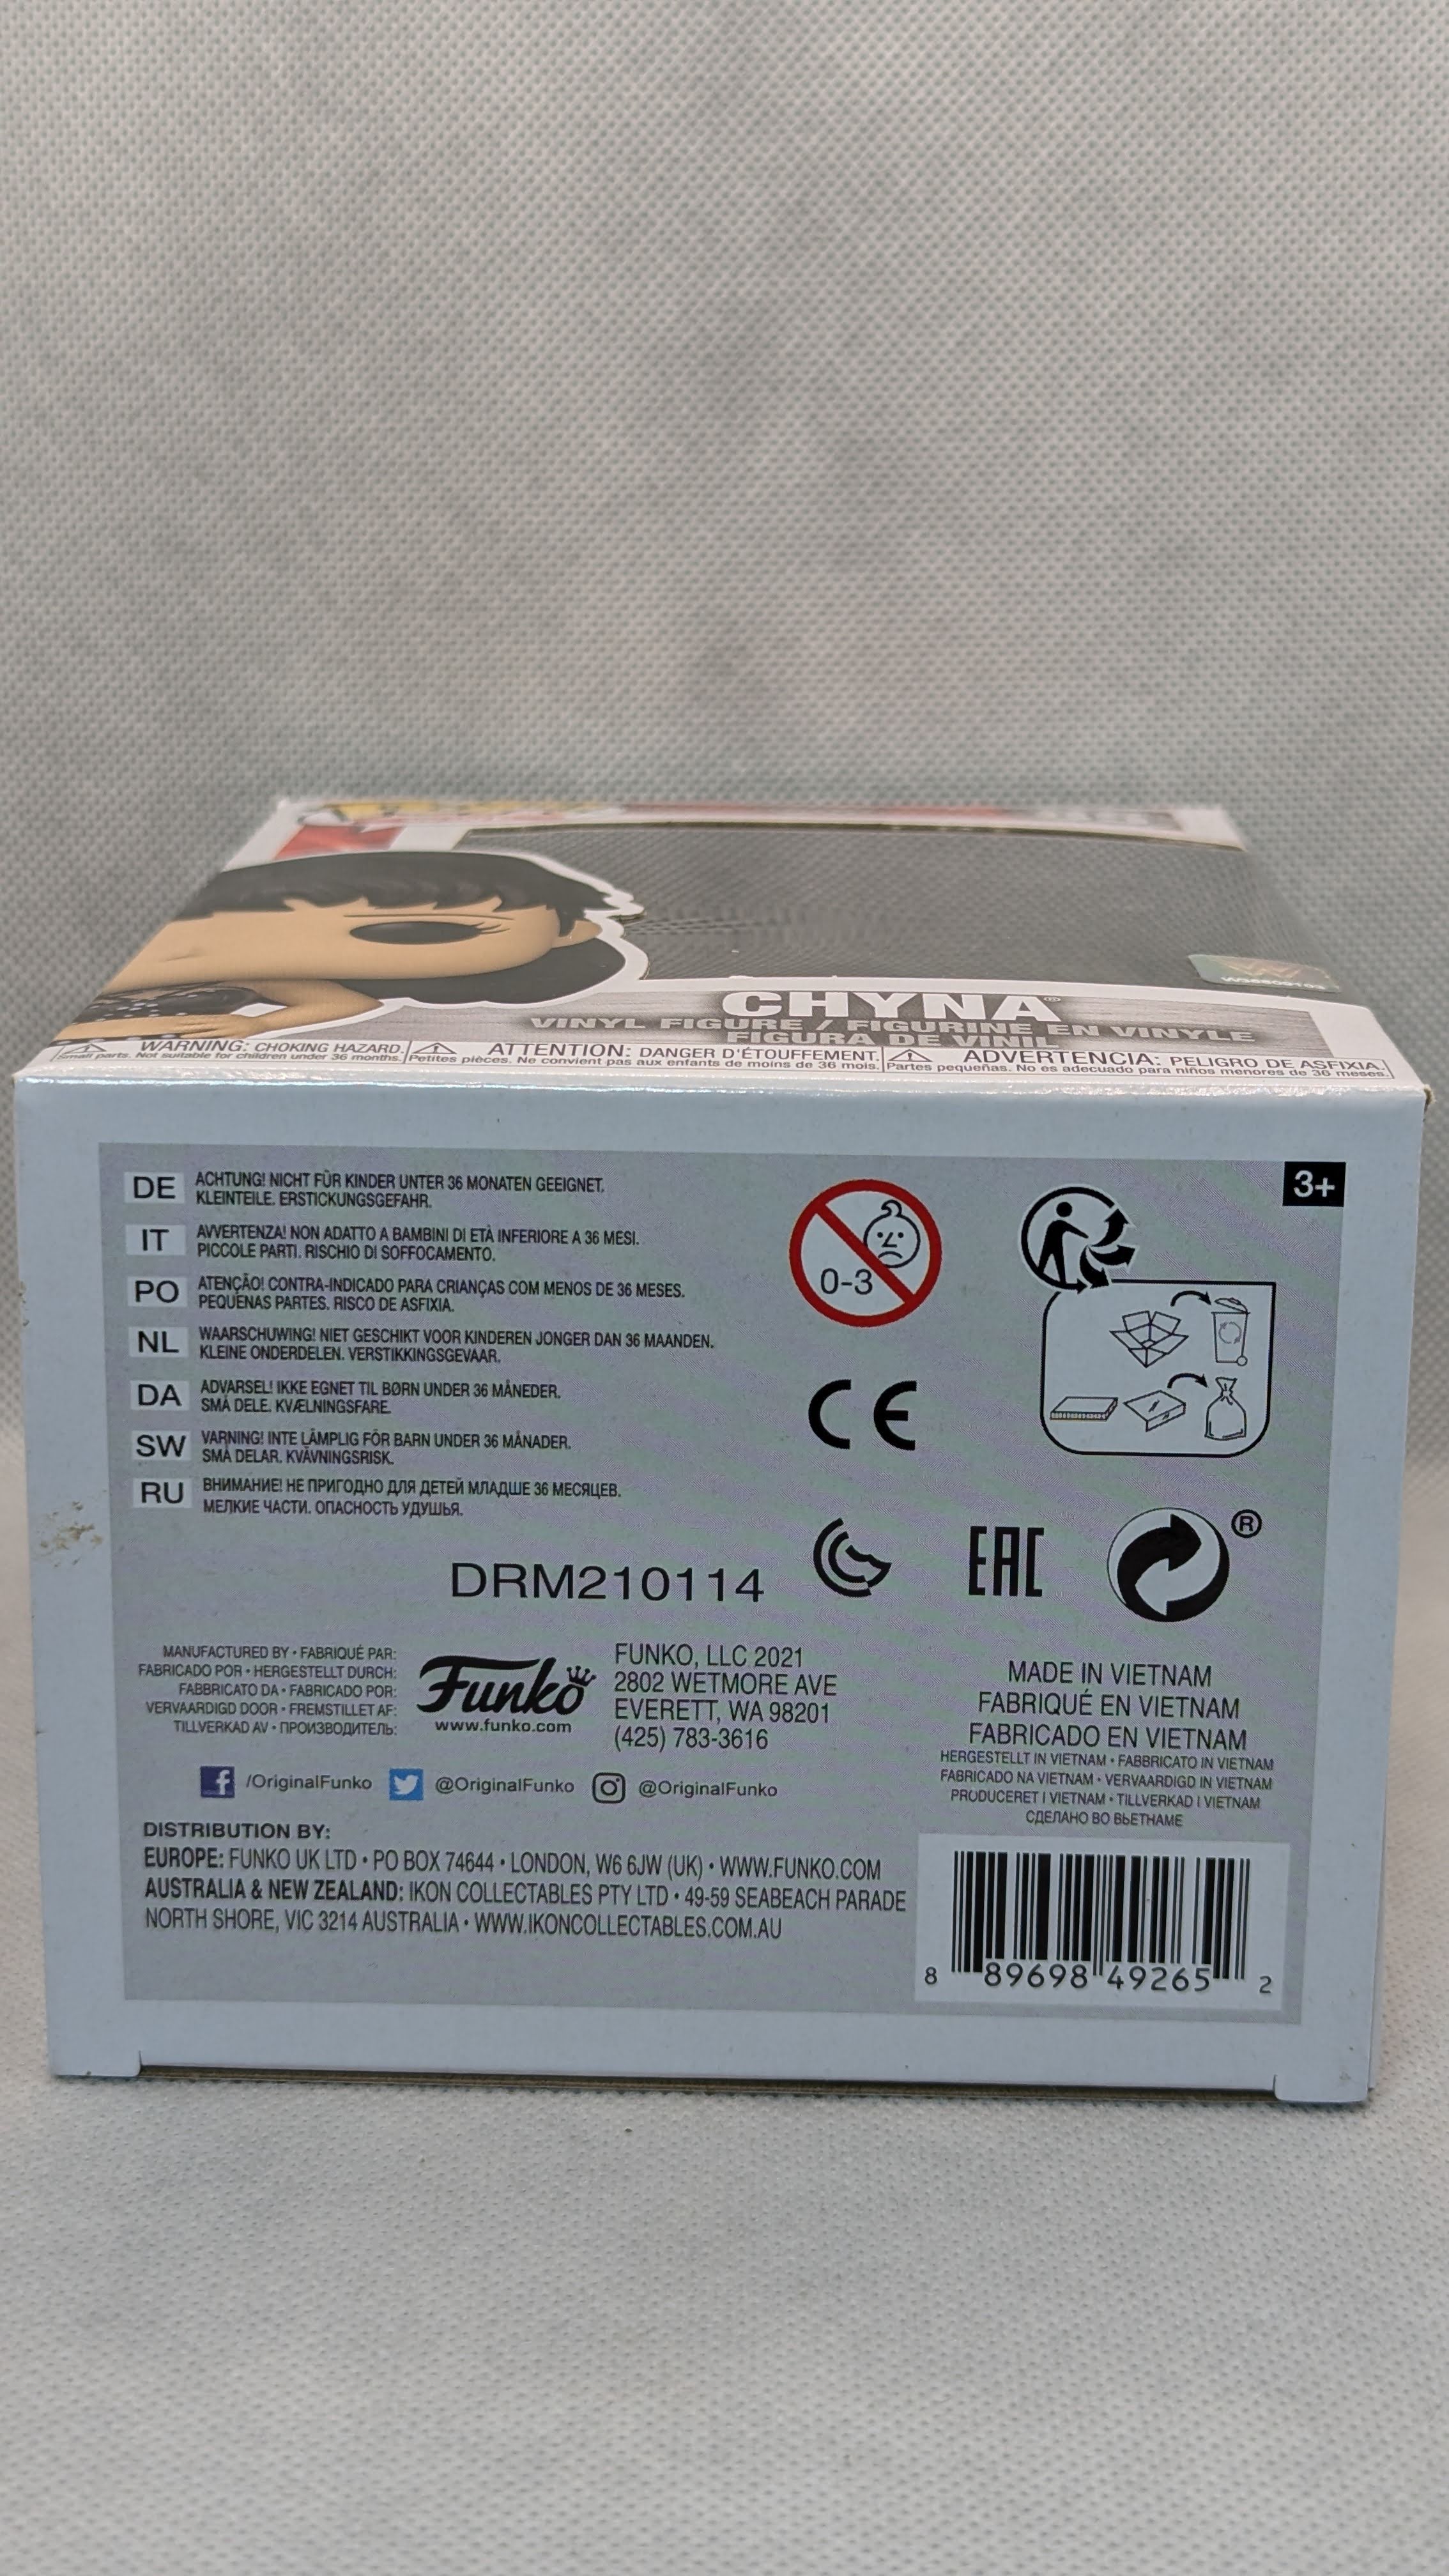 CHYNA®
VINYL FIGURE / FIGURINE EN VINYLE
FIGURA DE VINIL
WARNING: CHOKING HAZARD.
Small parts. Not suitable for children under 36 months.
ATTENTION: DANGER D'ÉTOUFFEMENT.
Petites pièces. Ne convient pas aux enfants de moins de 36 mois.
ADVERTENCIA: PELIGRO DE ASFIXIA.
Partes pequeñas. No es adecuado para niños menores de 36 meses.
DE ACHTUNG! NICHT FÜR KINDER UNTER 36 MONATEN GEEIGNET.
KLEINTEILE. ERSTICKUNGSGEFAHR.
IT AVVERTENZA! NON ADATTO A BAMBINI DI ETÀ INFERIORE A 36 MESI.
PICCOLE PARTI. RISCHIO DI SOFFOCAMENTO.
PO ATENÇÃO! CONTRA-INDICADO PARA CRIANÇAS COM MENOS DE 36 MESES.
PEQUENAS PARTES. RISCO DE ASFIXIA.
NL WAARSCHUWING! NIET GESCHIKT VOOR KINDEREN JONGER DAN 36 MAANDEN.
KLEINE ONDERDELEN. VERSTIKKINGSGEVAAR.
DA ADVARSEL! IKKE EGNET TIL BØRN UNDER 36 MÅNEDER.
SMÅ DELE. KVÆLNINGSFARE.
SW VARNING! INTE LÄMPLIG FÖR BARN UNDER 36 MÅNADER.
SMÅ DELAR. KVÄVNINGSRISK.
RU ВНИМАНИЕ! НЕ ПРИГОДНО ДЛЯ ДЕТЕЙ МЛАДШЕ 36 МЕСЯЦЕВ.
МЕЛКИЕ ЧАСТИ. ОПАСНОСТЬ УДУШЬЯ.
0-3
3+
CE
EAC
®
DRM210114
MANUFACTURED BY • FABRIQUÉ PAR:
FABRICADO POR • HERGESTELLT DURCH:
FABBRICATO DA • FABRICADO POR:
VERVAARDIGD DOOR • FREMSTILLET AF:
TILLVERKAD AV • ПРОИЗВОДИТЕЛЬ:
Funko
www.funko.com
FUNKO, LLC 2021
2802 WETMORE AVE
EVERETT, WA 98201
(425) 783-3616
MADE IN VIETNAM
FABRIQUÉ EN VIETNAM
FABRICADO EN VIETNAM
HERGESTELLT IN VIETNAM • FABBRICATO IN VIETNAM
FABRICADO NA VIETNAM • VERVAARDIGD IN VIETNAM
PRODUCERET I VIETNAM • TILLVERKAD I VIETNAM
СДЕЛАНО ВО ВЬЕТНАМЕ
/OriginalFunko @OriginalFunko @OriginalFunko
DISTRIBUTION BY:
EUROPE: FUNKO UK LTD • PO BOX 74644 • LONDON, W6 6JW (UK) • WWW.FUNKO.COM
AUSTRALIA & NEW ZEALAND: IKON COLLECTABLES PTY LTD • 49-59 SEABEACH PARADE
NORTH SHORE, VIC 3214 AUSTRALIA • WWW.IKONCOLLECTABLES.COM.AU
8 89698 49265 2